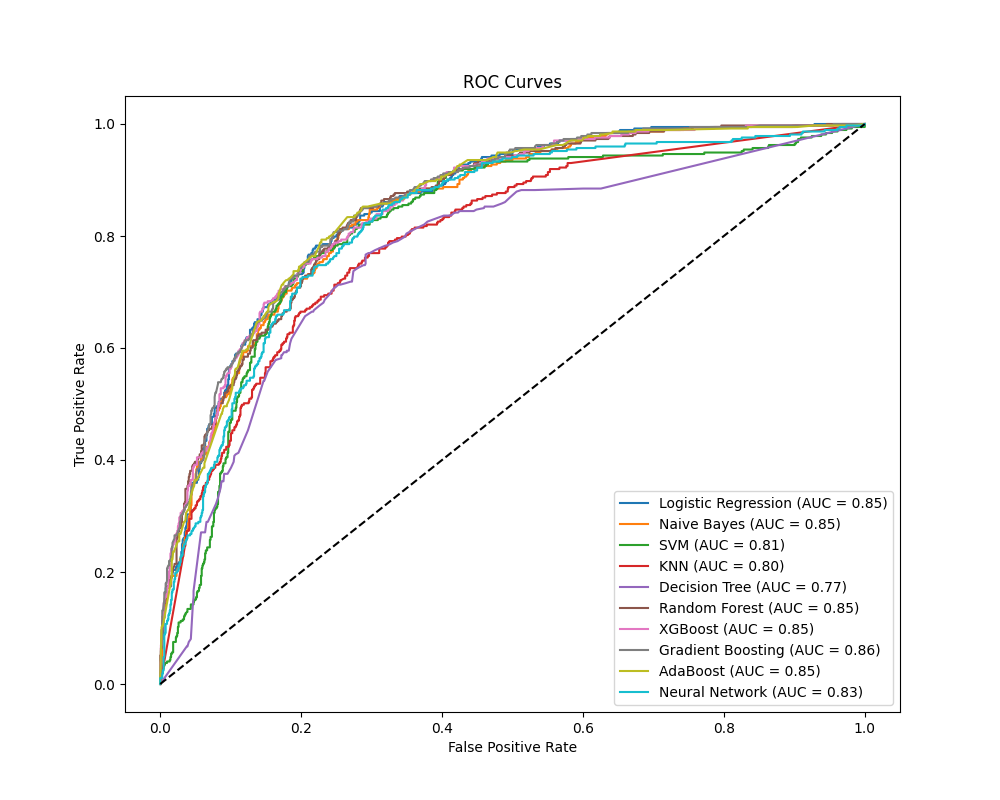 ROC Curves
1.0
0.8
0.6
0.4
0.2
0.0
True Positive Rate
0.0 0.2 0.4 0.6 0.8 1.0
False Positive Rate
Logistic Regression (AUC = 0.85)
Naive Bayes (AUC = 0.85)
SVM (AUC = 0.81)
KNN (AUC = 0.80)
Decision Tree (AUC = 0.77)
Random Forest (AUC = 0.85)
XGBoost (AUC = 0.85)
Gradient Boosting (AUC = 0.86)
AdaBoost (AUC = 0.85)
Neural Network (AUC = 0.83)